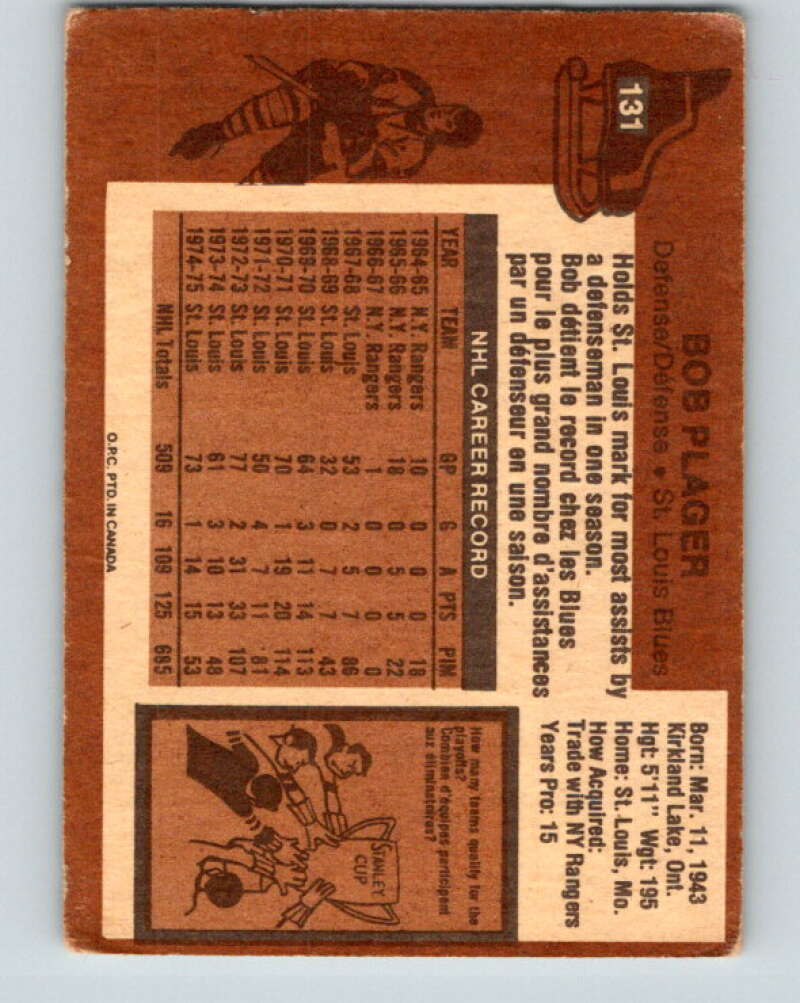 131
BOB PLAGER
Defense/Défense • St. Louis Blues
Born: Mar. 11, 1943
Kirkland Lake, Ont.
Hgt: 5'11" Wgt: 195
Home: St. Louis, Mo.
How Acquired:
Trade with NY Rangers
Years Pro: 15
Holds St. Louis mark for most assists by
a defenseman in one season.
Bob détient le record chez les Blues
pour le plus grand nombre d'assistances
par un défenseur en une saison.
NHL CAREER RECORD
YEAR TEAM GP G A PTS PIM
1964-65 N.Y. Rangers 10 0 0 0 18
1965-66 N.Y. Rangers 18 0 5 5 22
1966-67 N.Y. Rangers 1 0 0 0 0
1967-68 St. Louis 53 2 5 7 86
1968-69 St. Louis 32 0 7 7 43
1969-70 St. Louis 64 3 11 14 113
1970-71 St. Louis 70 1 19 20 114
1971-72 St. Louis 50 4 7 11 81
1972-73 St. Louis 77 2 31 33 107
1973-74 St. Louis 61 3 10 13 48
1974-75 St. Louis 73 1 14 15 53
NHL Totals 509 16 109 125 685
How many teams qualify for the
playoffs?
Combien d'équipes participent
aux éliminatoires?
STANLEY
CUP
O.P.C. PTD. IN CANADA